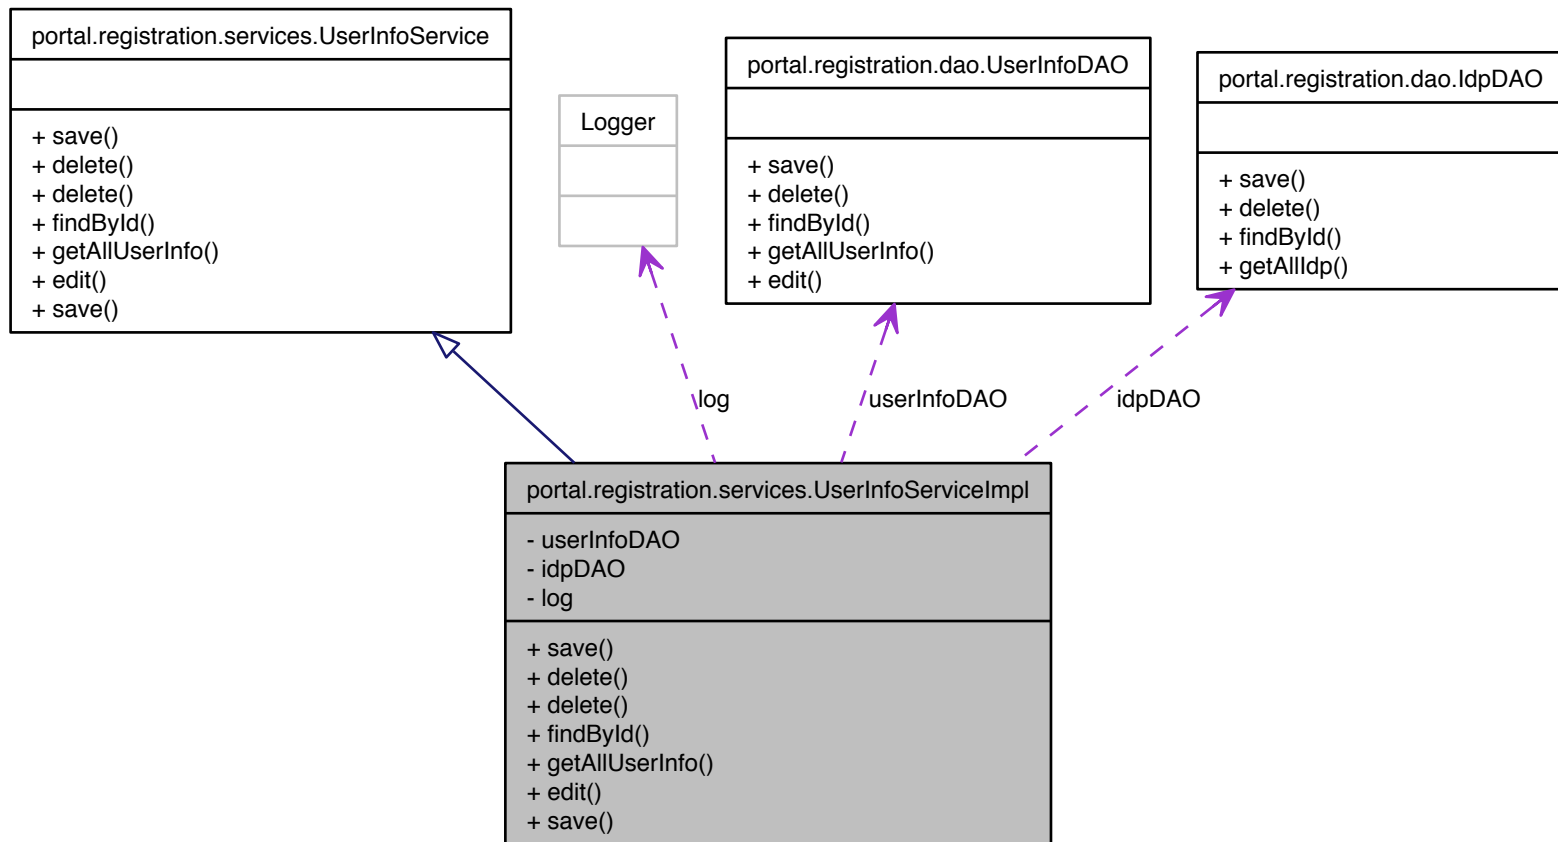 portal.registration.services.UserInfoService
+ save()
+ delete()
+ delete()
+ findById()
+ getAllUserInfo()
+ edit()
+ save()
Logger
portal.registration.dao.UserInfoDAO
+ save()
+ delete()
+ findById()
+ getAllUserInfo()
+ edit()
portal.registration.dao.IdpDAO
+ save()
+ delete()
+ findById()
+ getAllIdp()
log
userInfoDAO
idpDAO
portal.registration.services.UserInfoServiceImpl
- userInfoDAO
- idpDAO
- log
+ save()
+ delete()
+ delete()
+ findById()
+ getAllUserInfo()
+ edit()
+ save()